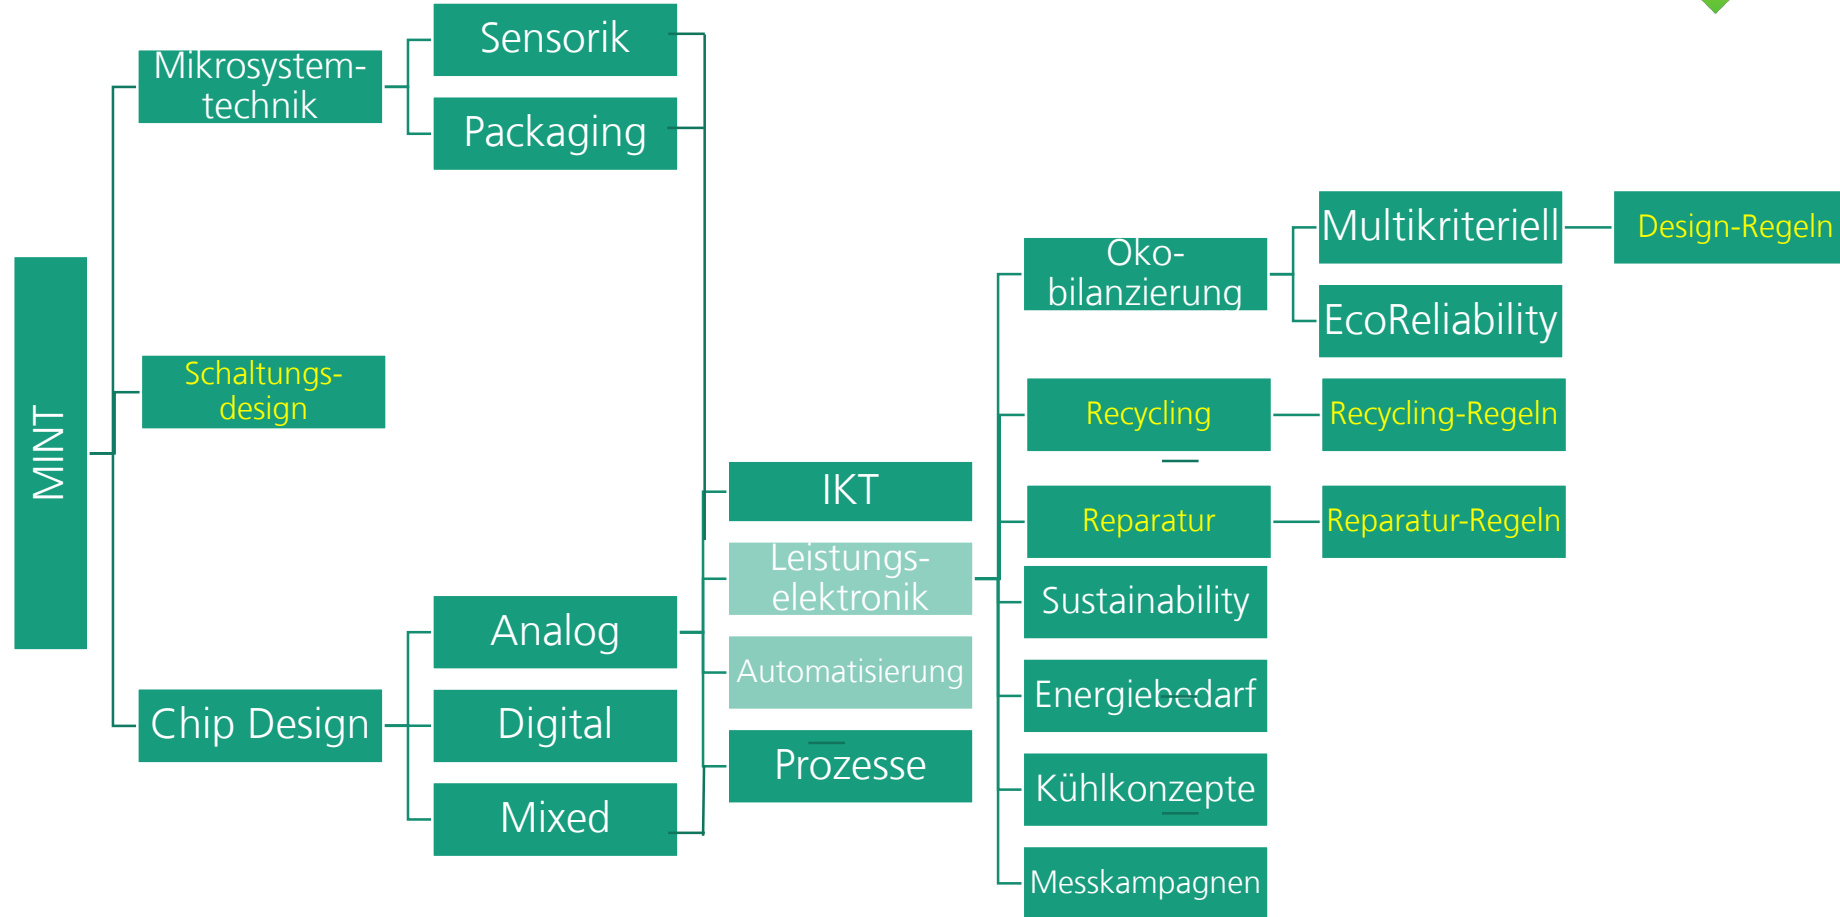 MINT
Mikrosystem-
technik
Schaltungs-
design
Chip Design
Sensorik
Packaging
Analog
Digital
Mixed
IKT
Leistungs-
elektronik
Automatisierung
Prozesse
Öko-
bilanzierung
Recycling
Reparatur
Sustainability
Energiebedarf
Kühlkonzepte
Messkampagnen
Multikriteriell
EcoReliability
Recycling-Regeln
Reparatur-Regeln
Design-Regeln